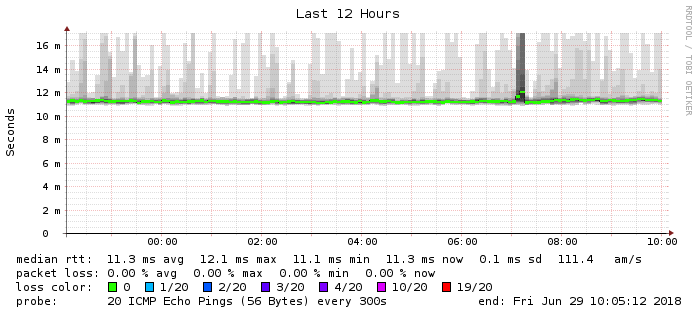 Last 12 Hours
RRDTOOL / TOBI OETIKER
Seconds
16 m
14 m
12 m
10 m
8 m
6 m
4 m
2 m
0
00:00 02:00 04:00 06:00 08:00 10:00
median rtt: 11.3 ms avg 12.1 ms max 11.1 ms min 11.3 ms now 0.1 ms sd 111.4 am/s
packet loss: 0.00 % avg 0.00 % max 0.00 % min 0.00 % now
loss color: 0 1/20 2/20 3/20 4/20 10/20 19/20
probe: 20 ICMP Echo Pings (56 Bytes) every 300s end: Fri Jun 29 10:05:12 2018